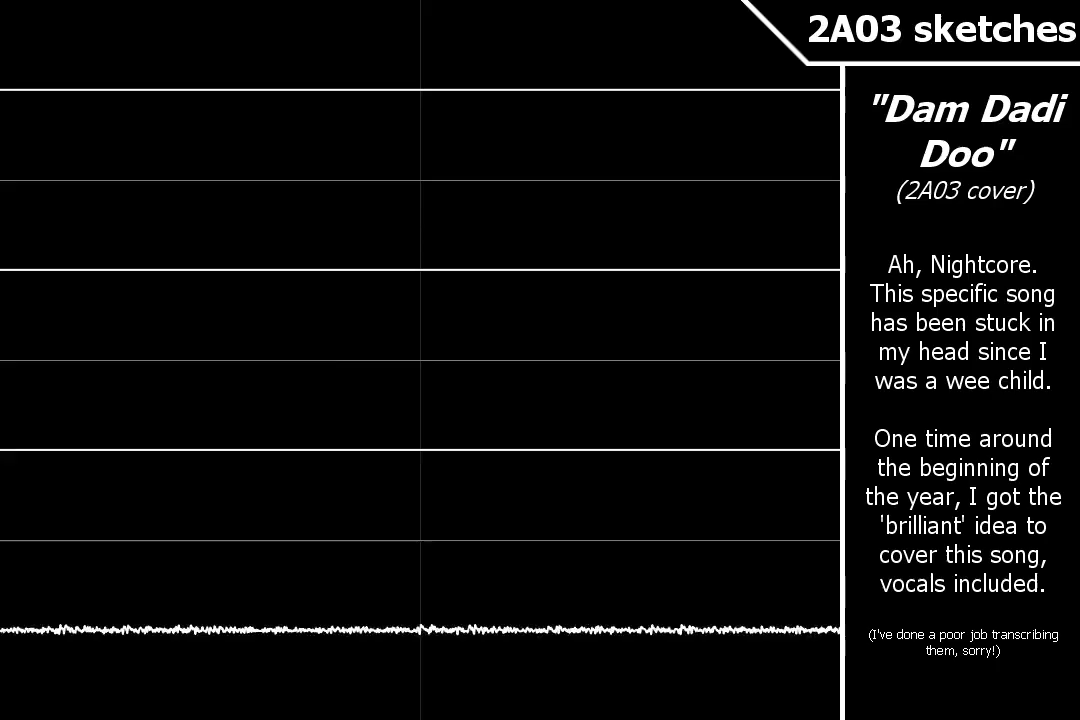 2A03 sketches
"Dam Dadi
Doo"
(2A03 cover)
Ah, Nightcore.
This specific song
has been stuck in
my head since I
was a wee child.
One time around
the beginning of
the year, I got the
'brilliant' idea to
cover this song,
vocals included.
(I've done a poor job transcribing
them, sorry!)